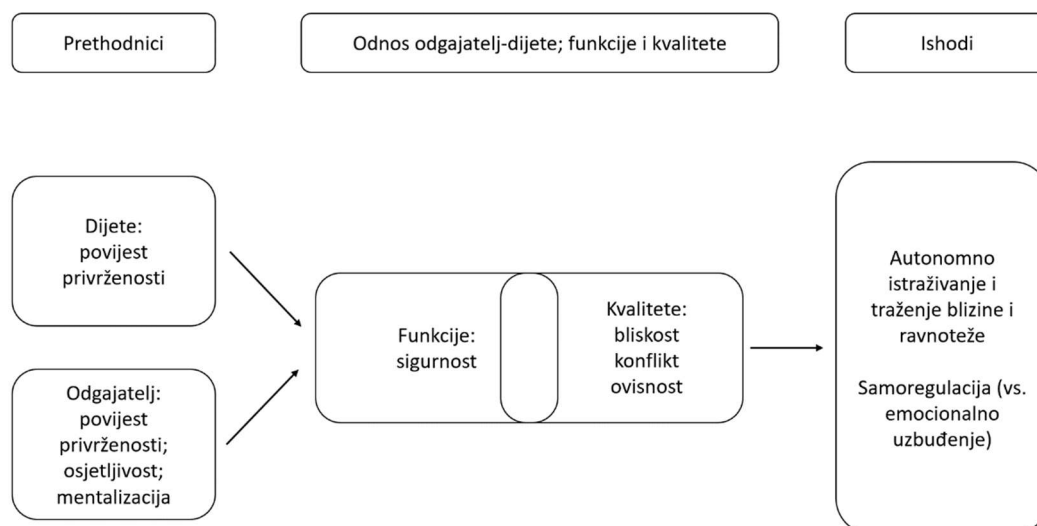 Prethodnici
Odnos odgajatelj-dijete; funkcije i kvalitete
Ishodi
Dijete:
povijest
privrženosti
Odgajatelj:
povijest
privrženosti;
osjetljivost;
mentalizacija
Funkcije:
sigurnost
Kvalitete:
bliskost
konflikt
ovisnost
Autonomno
istraživanje i
traženje blizine i
ravnoteže
Samoregulacija (vs.
emocionalno
uzbuđenje)